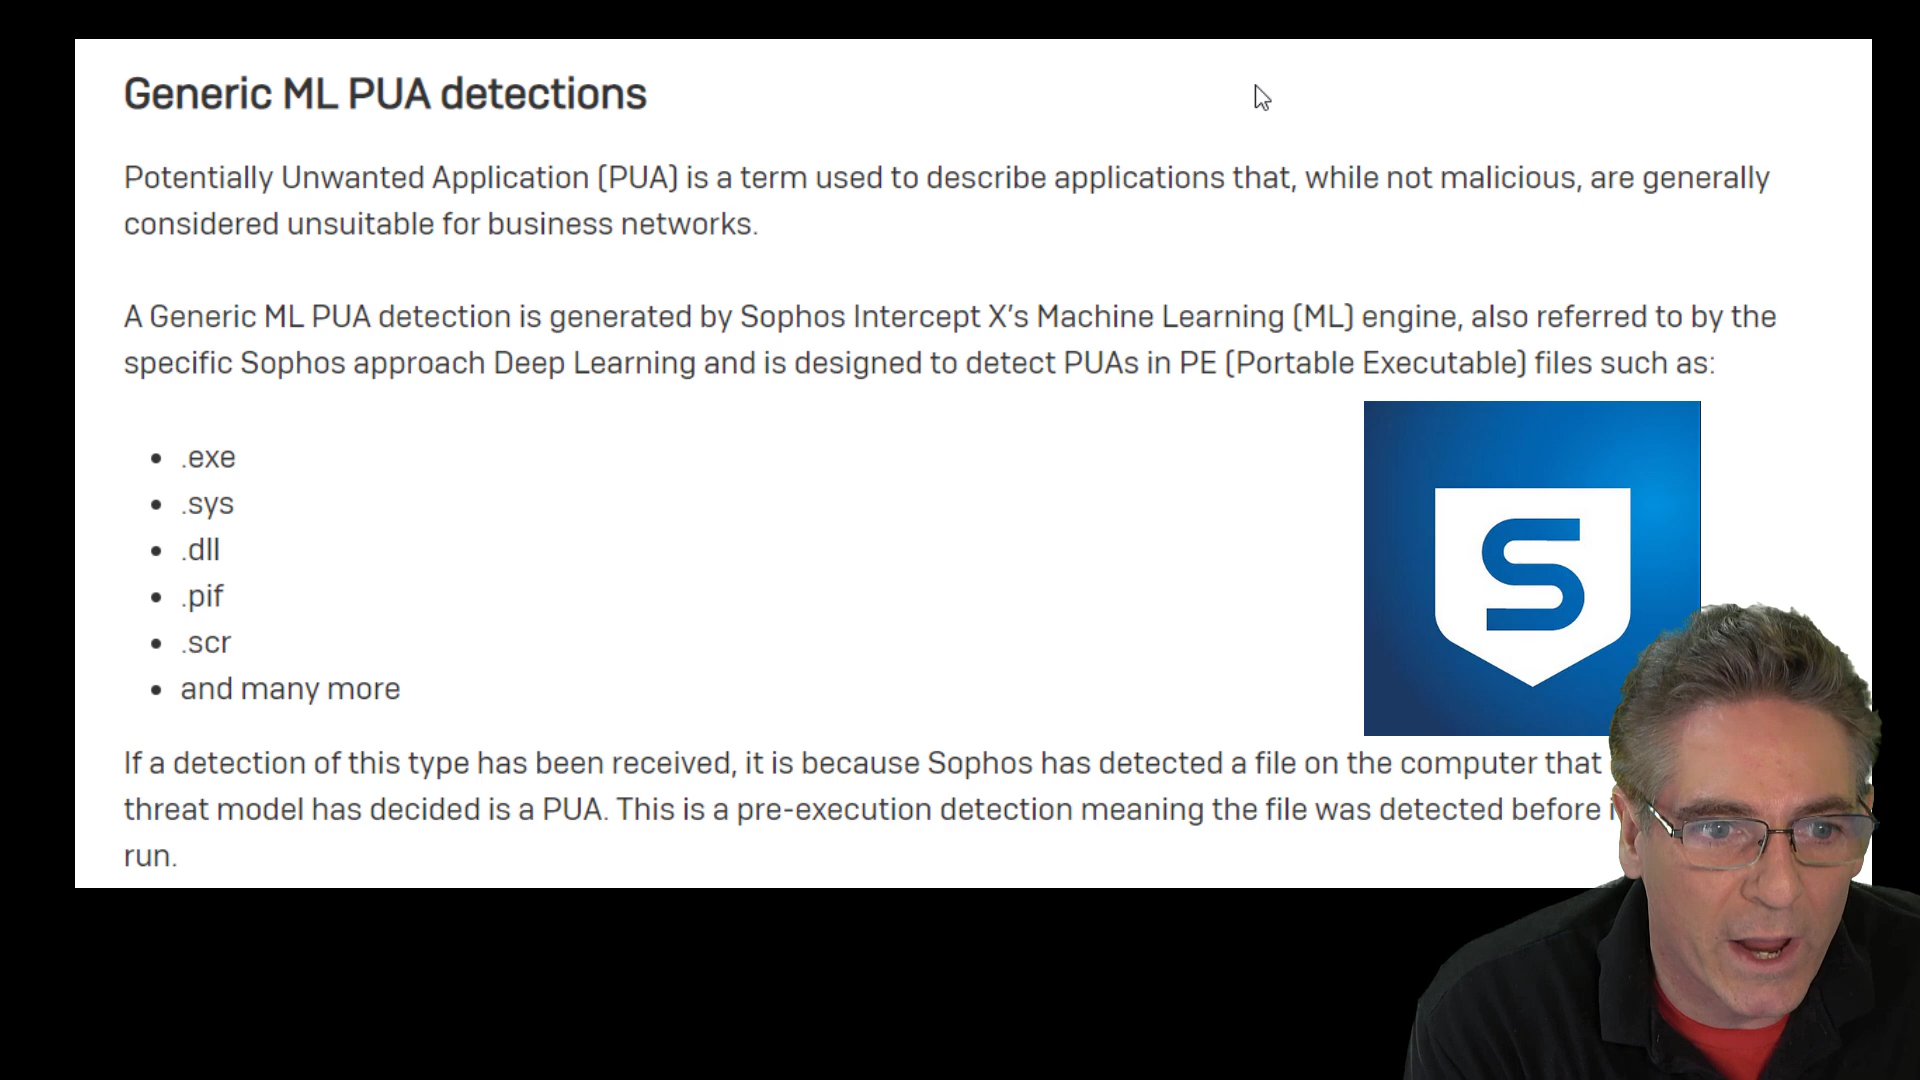 Generic ML PUA detections
Potentially Unwanted Application (PUA) is a term used to describe applications that, while not malicious, are generally
considered unsuitable for business networks.
A Generic ML PUA detection is generated by Sophos Intercept X's Machine Learning (ML) engine, also referred to by the
specific Sophos approach Deep Learning and is designed to detect PUAs in PE (Portable Executable) files such as:
• .exe
• .sys
• .dll
• .pif
• .scr
• and many more
S
If a detection of this type has been received, it is because Sophos has detected a file on the computer that
threat model has decided is a PUA. This is a pre-execution detection meaning the file was detected before
run.